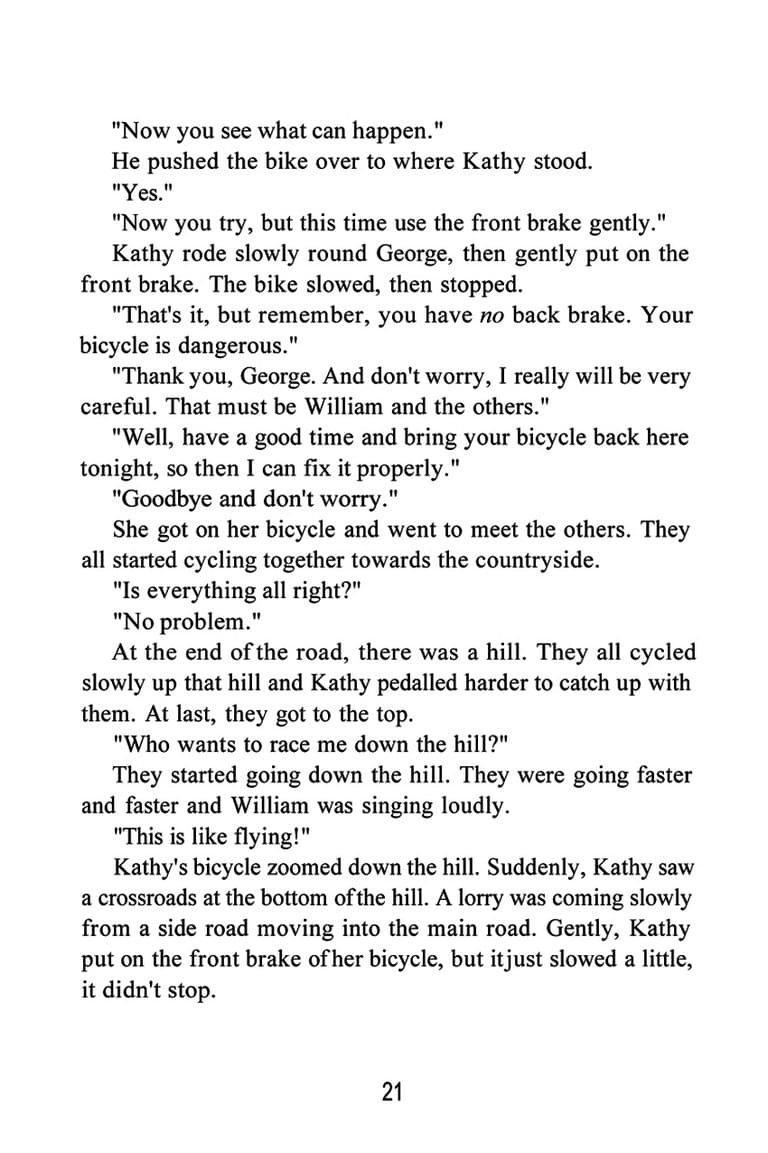 "Now you see what can happen."
He pushed the bike over to where Kathy stood.
"Yes."
"Now you try, but this time use the front brake gently."
Kathy rode slowly round George, then gently put on the
front brake. The bike slowed, then stopped.
"That's it, but remember, you have no back brake. Your
bicycle is dangerous."
"Thank you, George. And don't worry, I really will be very
careful. That must be William and the others."
"Well, have a good time and bring your bicycle back here
tonight, so then I can fix it properly."
"Goodbye and don't worry."
She got on her bicycle and went to meet the others. They
all started cycling together towards the countryside.
"Is everything all right?"
"No problem."
At the end of the road, there was a hill. They all cycled
slowly up that hill and Kathy pedalled harder to catch up with
them. At last, they got to the top.
"Who wants to race me down the hill?"
They started going down the hill. They were going faster
and faster and William was singing loudly.
"This is like flying!"
Kathy's bicycle zoomed down the hill. Suddenly, Kathy saw
a crossroads at the bottom of the hill. A lorry was coming slowly
from a side road moving into the main road. Gently, Kathy
put on the front brake of her bicycle, but it just slowed a little,
it didn't stop.
21